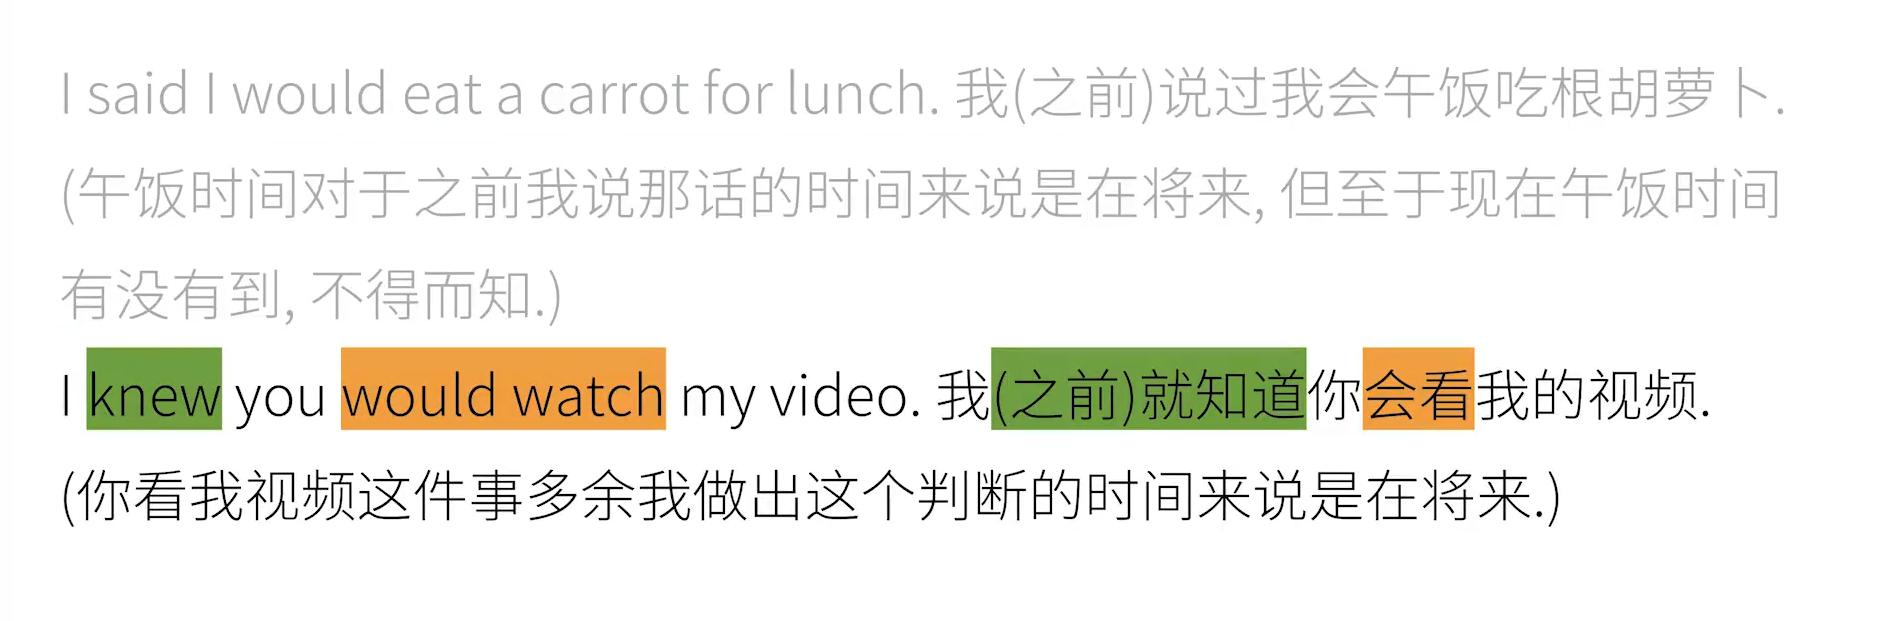 I said I would eat a carrot for lunch. 我(之前)说过我会午饭吃根胡萝卜.
(午饭时间对于之前我说那话的时间来说是在将来, 但至于现在午饭时间
有没有到, 不得而知.)
I knew you would watch my video. 我(之前)就知道你会看我的视频.
(你看我视频这件事多余我做出这个判断的时间来说是在将来.)